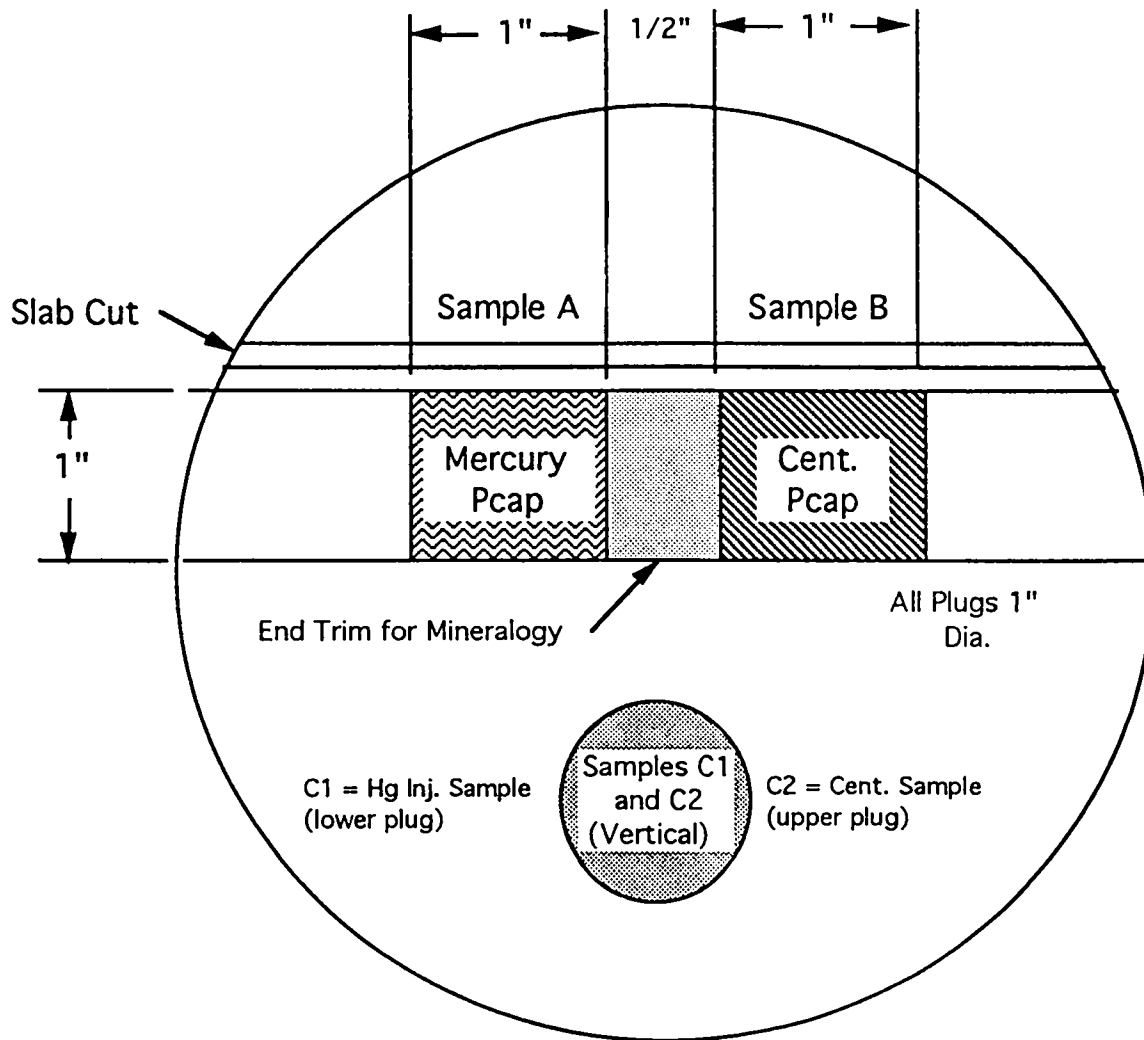 1"
1/2"
1"
Sample A
Sample B
Slab Cut
1"
Mercury
Pcap
Cent.
Pcap
End Trim for Mineralogy
All Plugs 1"
Dia.
C1 = Hg Inj. Sample
(lower plug)
Samples C1
and C2
(Vertical)
C2 = Cent. Sample
(upper plug)